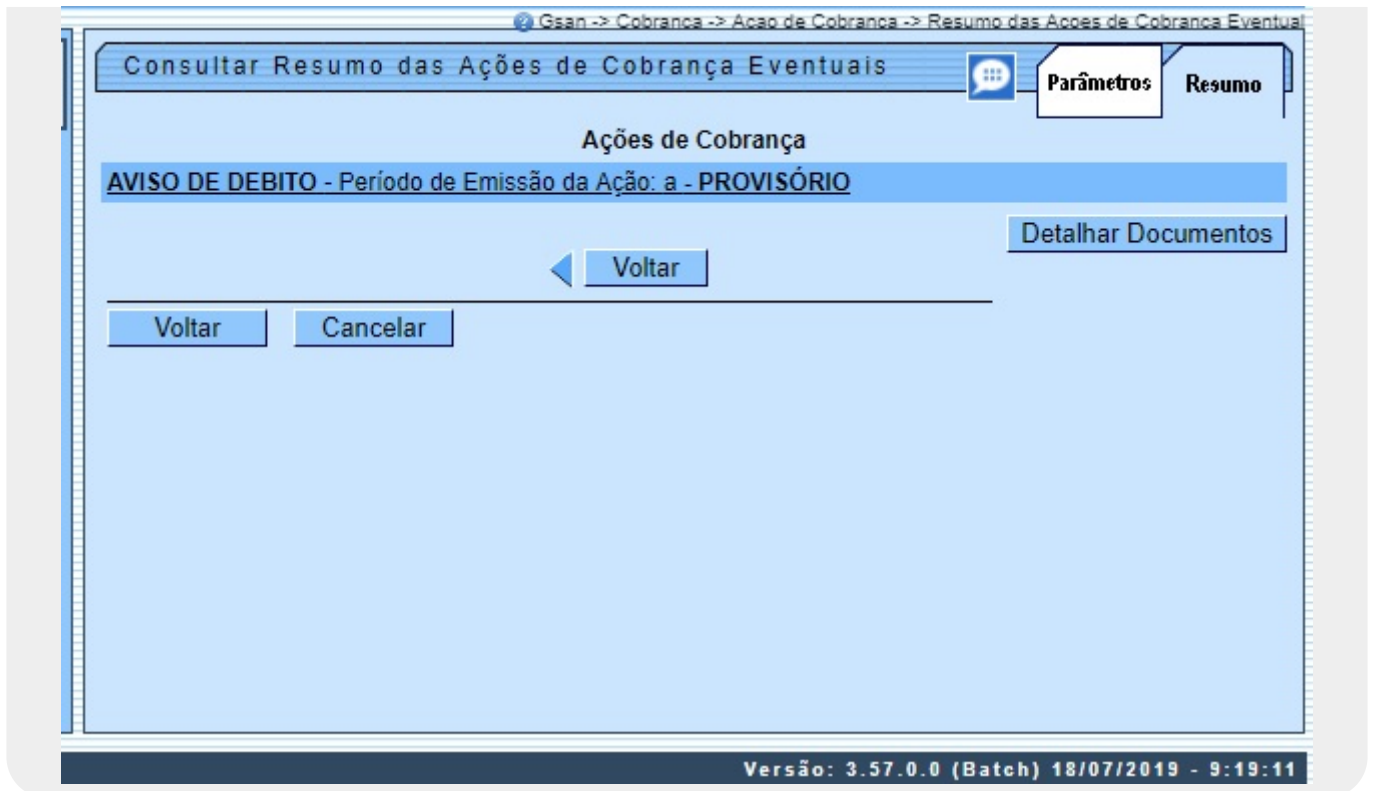 Gsan -> Cobranca -> Acao de Cobranca -> Resumo das Acoes de Cobranca Eventual
Consultar Resumo das Ações de Cobrança Eventuais
Parâmetros
Resumo
Ações de Cobrança
AVISO DE DEBITO - Período de Emissão da Ação: a - PROVISÓRIO
Detalhar Documentos
Voltar
Voltar Cancelar
Versão: 3.57.0.0 (Batch) 18/07/2019 - 9:19:11